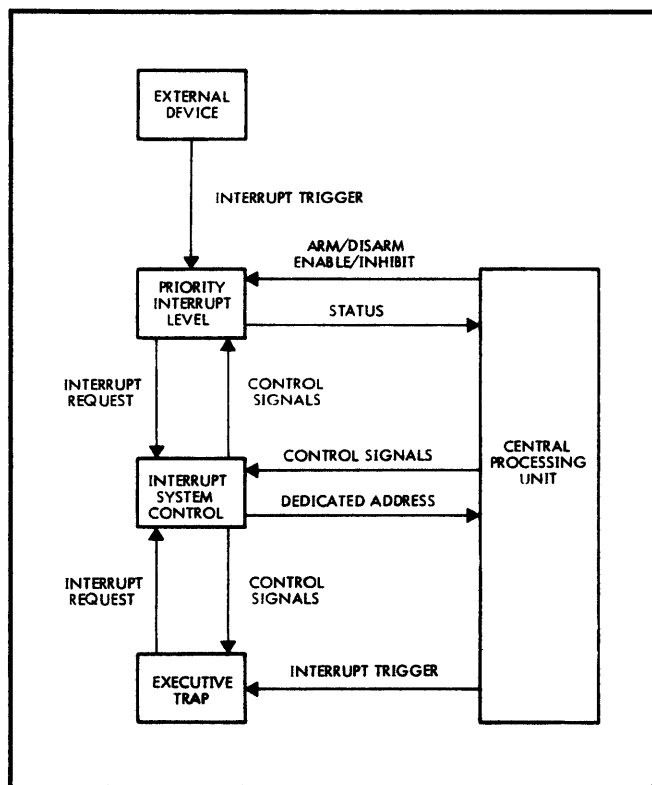 EXTERNAL
DEVICE
INTERRUPT TRIGGER
ARM/DISARM
ENABLE/INHIBIT
PRIORITY
INTERRUPT
LEVEL
STATUS
INTERRUPT
REQUEST
CONTROL
SIGNALS
CENTRAL
PROCESSING
UNIT
CONTROL SIGNALS
INTERRUPT
SYSTEM
CONTROL
DEDICATED ADDRESS
INTERRUPT
REQUEST
CONTROL
SIGNALS
INTERRUPT TRIGGER
EXECUTIVE
TRAP